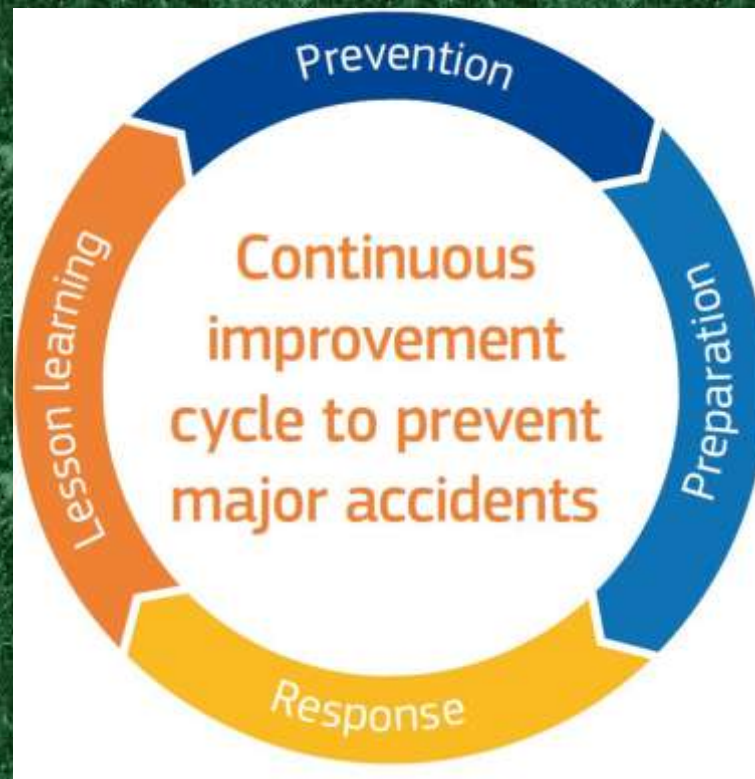 Prevention
Continuous
improvement
cycle to prevent
major accidents
Preparation
Response
Lesson learning